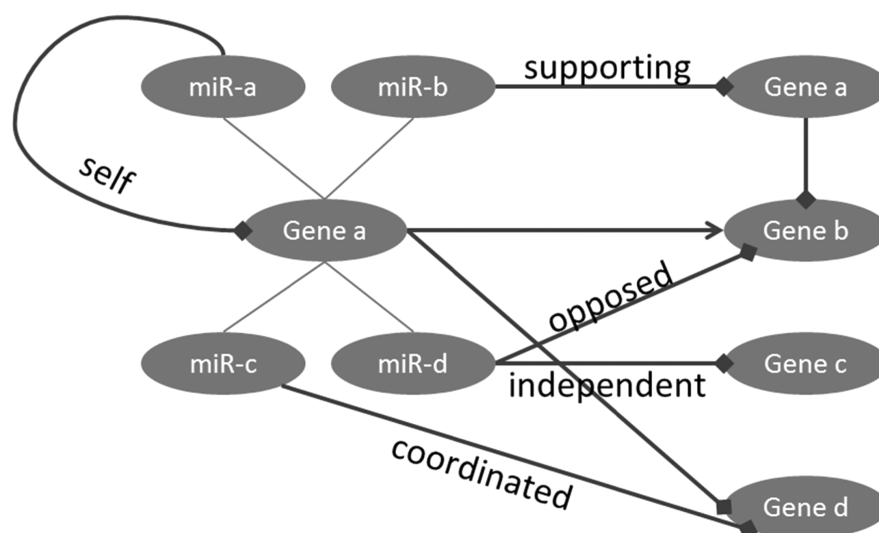 supporting
miR-a
miR-b
Gene a
self
Gene a
Gene b
opposed
miR-c
miR-d
Gene c
independent
coordinated
Gene d